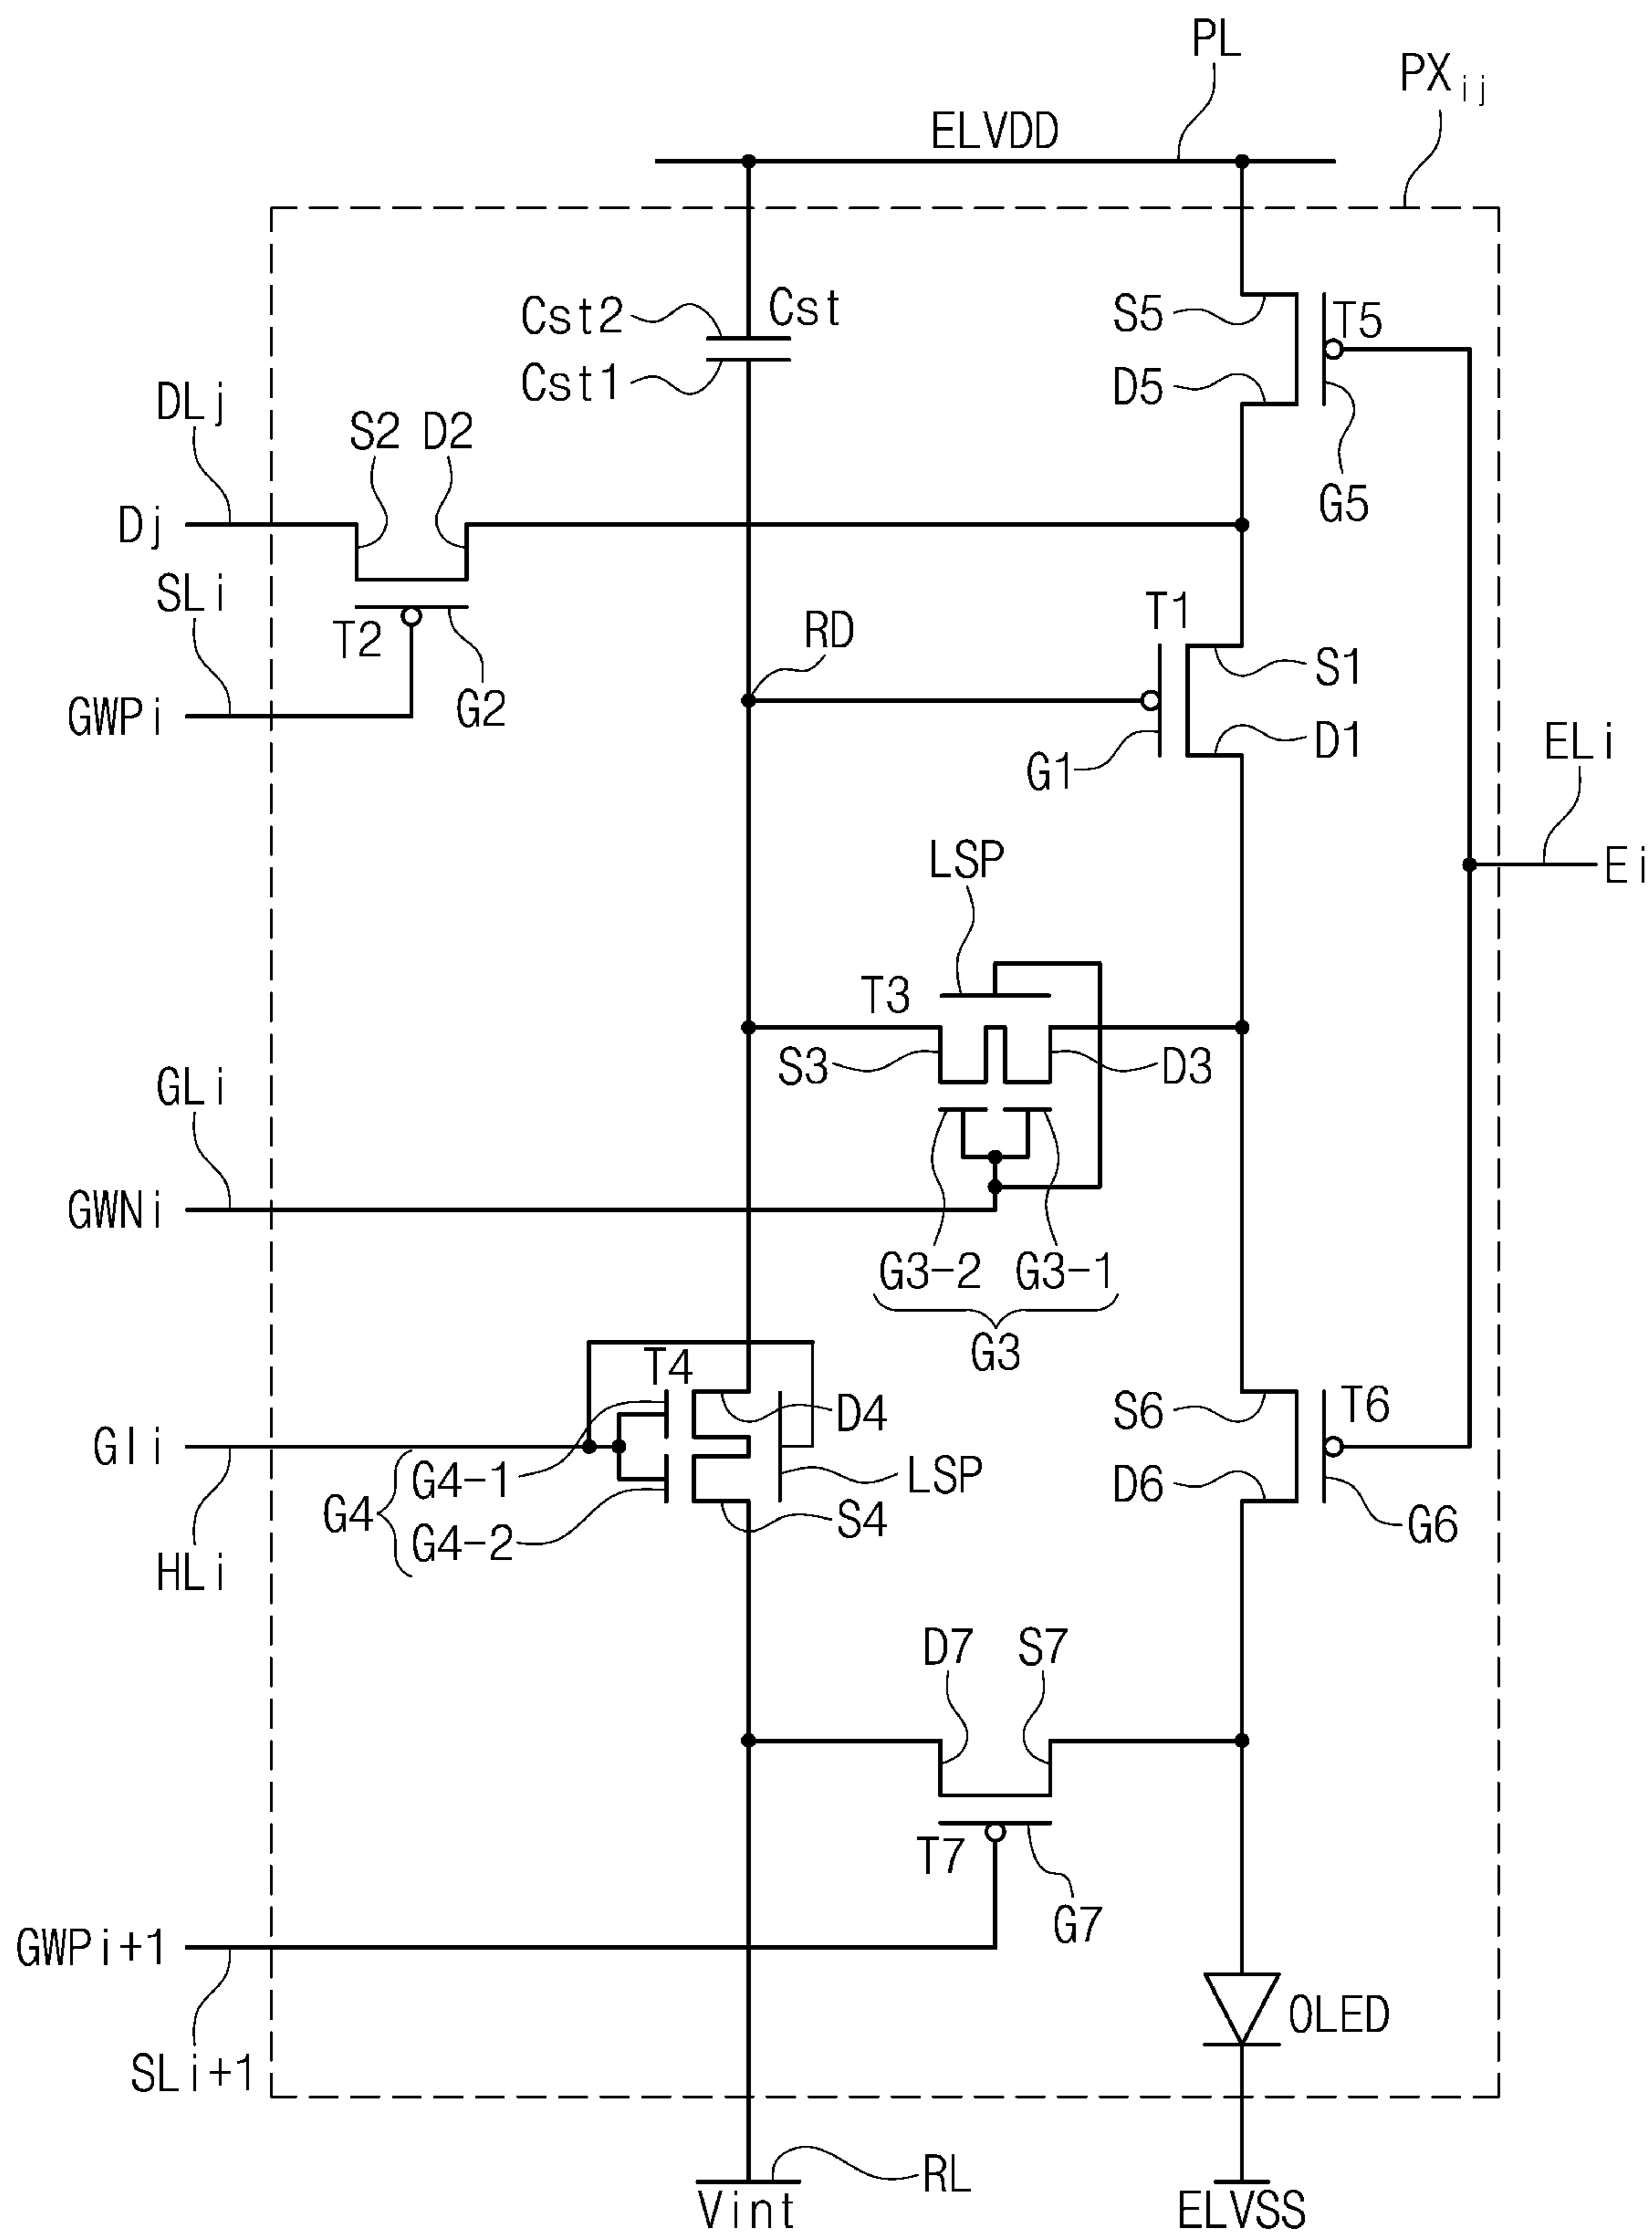 PL
PXij
ELVDD
Cst2
Cst
Cst1
S5
T5
D5
G5
DLj
S2 D2
Dj
SLi
T2
G2
GWPi
RD
T1
S1
G1
D1
ELi
Ei
LSP
T3
S3
D3
GLi
GWNi
G3-2 G3-1
G3
T4
D4
GIi
G4-1
G4
G4-2
LSP
S4
HLi
S6
T6
D6
G6
D7 S7
T7
G7
GWPi+1
SLi+1
OLED
RL
Vint
ELVSS